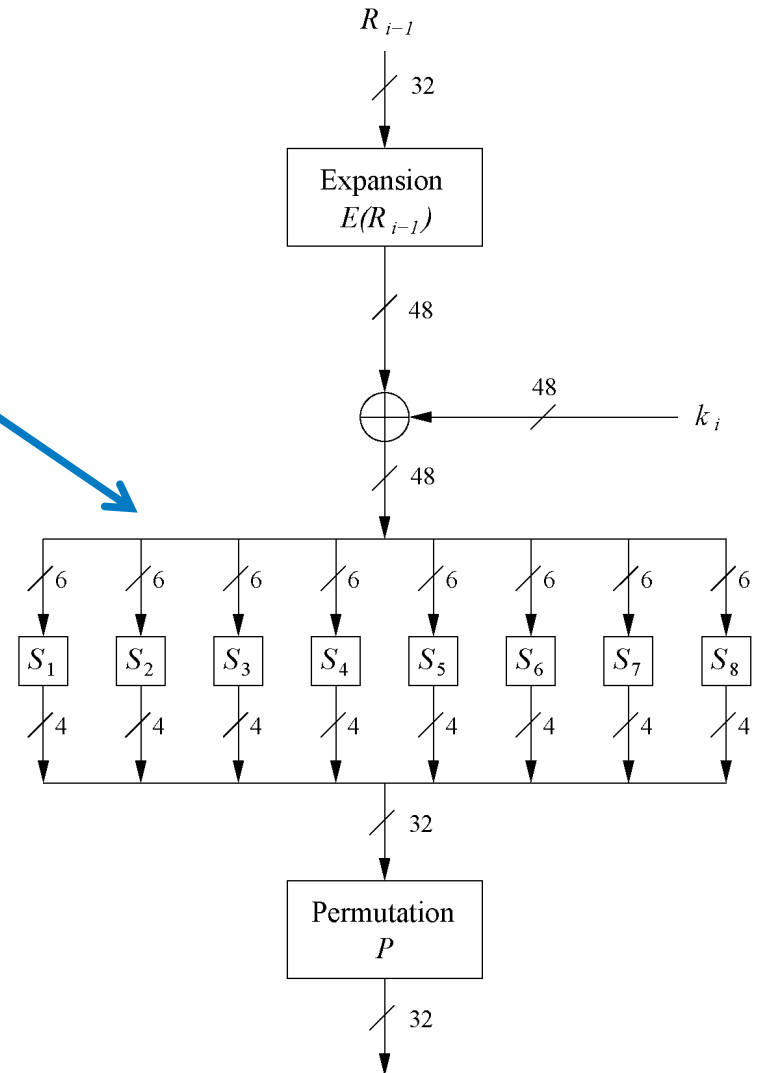 R i−1
32
Expansion
E(R i−1)
48
48
k i
48
6 6 6 6 6 6 6 6
S1 S2 S3 S4 S5 S6 S7 S8
4 4 4 4 4 4 4 4
32
Permutation
P
32